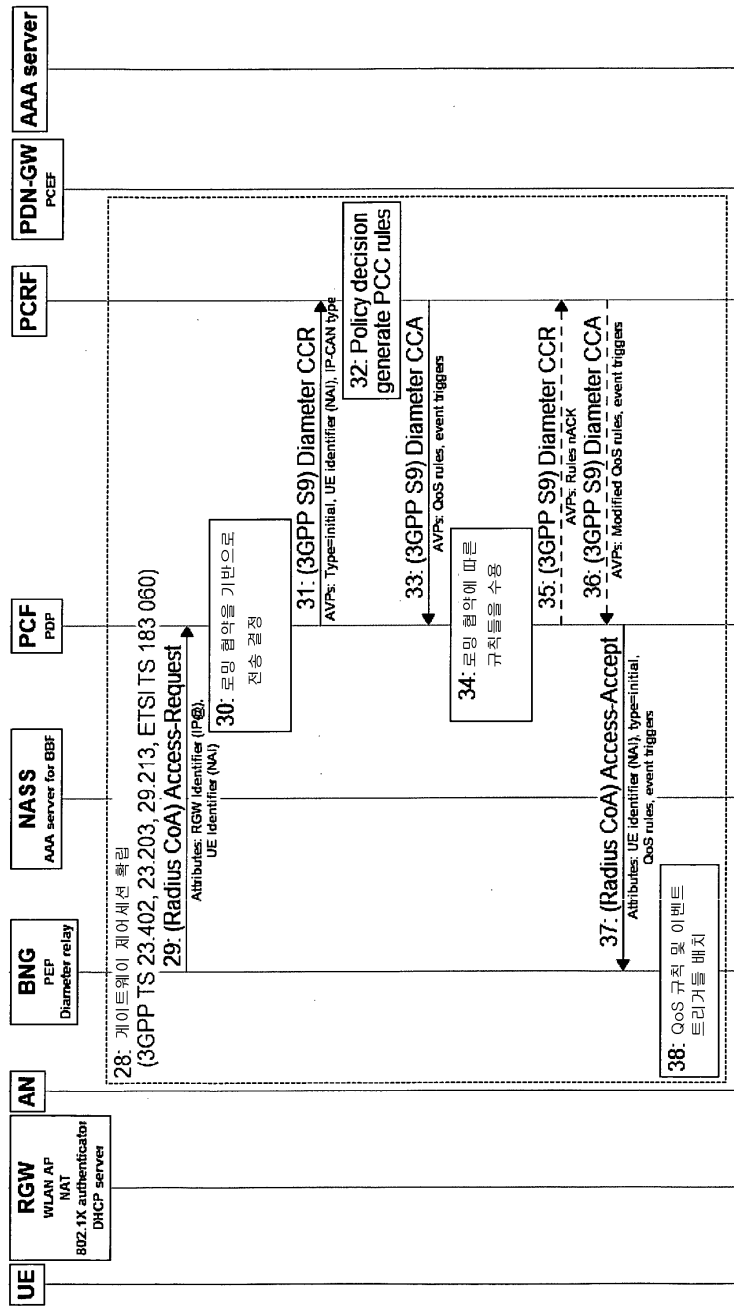 UE
RGW
WLAN AP
NAT
802.1X authenticator
DHCP server
AN
BNG
PEP
Diameter relay
NASS
AAA server for BBF
PCF
PDP
PCRF
PDN-GW
PCEF
AAA server
28: 게이트웨이 제어세션 확립
(3GPP TS 23.402, 23.203, 29.213, ETSI TS 183 060)
29: (Radius CoA) Access-Request
Attributes: RGW Identifier (IP@),
UE Identifier (NAI)
30: 로밍 협약을 기반으로
전송 결정
31: (3GPP S9) Diameter CCR
AVPs: Type=initial, UE identifier (NAI), IP-CAN type
32: Policy decision
generate PCC rules
33: (3GPP S9) Diameter CCA
AVPs: QoS rules, event triggers
34: 로밍 협약에 따른
규칙들을 수용
35: (3GPP S9) Diameter CCR
AVPs: Rules nACK
36: (3GPP S9) Diameter CCA
AVPs: Modified QoS rules, event triggers
37: (Radius CoA) Access-Accept
Attributes: UE identifier (NAI), type=initial,
QoS rules, event triggers
38: QoS 규칙 및 이벤트
트리거들 배치